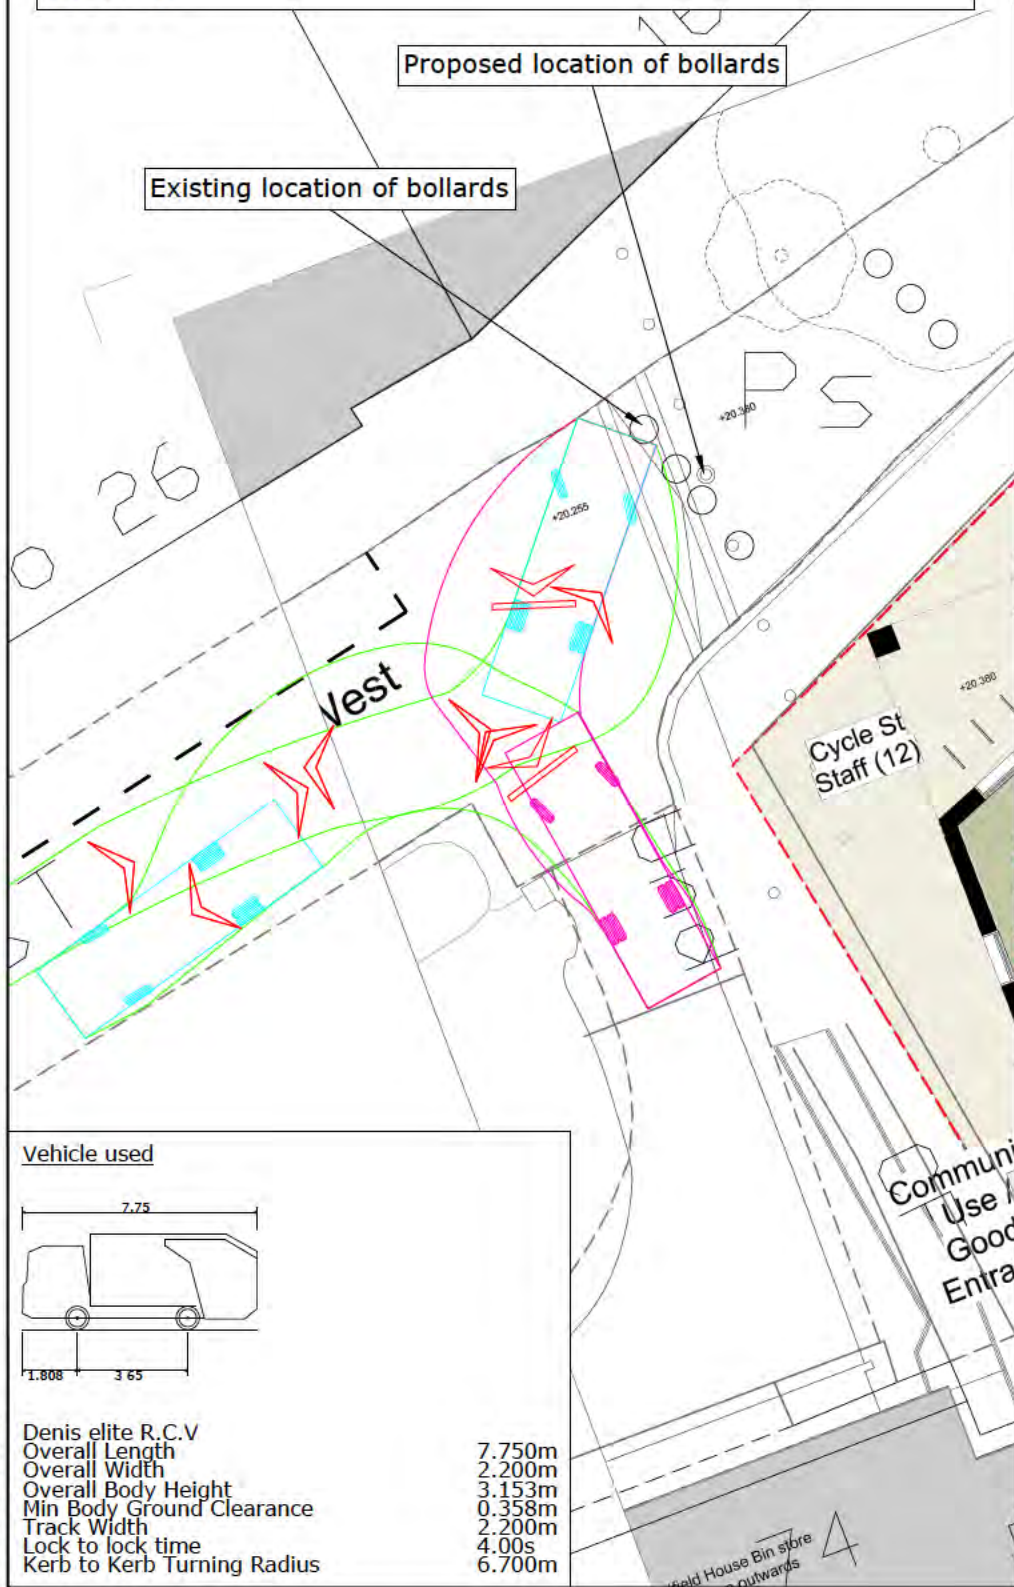 Proposed location of bollards
Existing location of bollards
P S
+20.380
26
+20.255
West
+20.380
Cycle St
Staff (12)
Vehicle used
7.75
1.808
3 65
Communi
Use /
Good
Entra
Denis elite R.C.V
Overall Length 7.750m
Overall Width 2.200m
Overall Body Height 3.153m
Min Body Ground Clearance 0.358m
Track Width 2.200m
Lock to lock time 4.00s
Kerb to Kerb Turning Radius 6.700m
74
field House Bin store
outwards